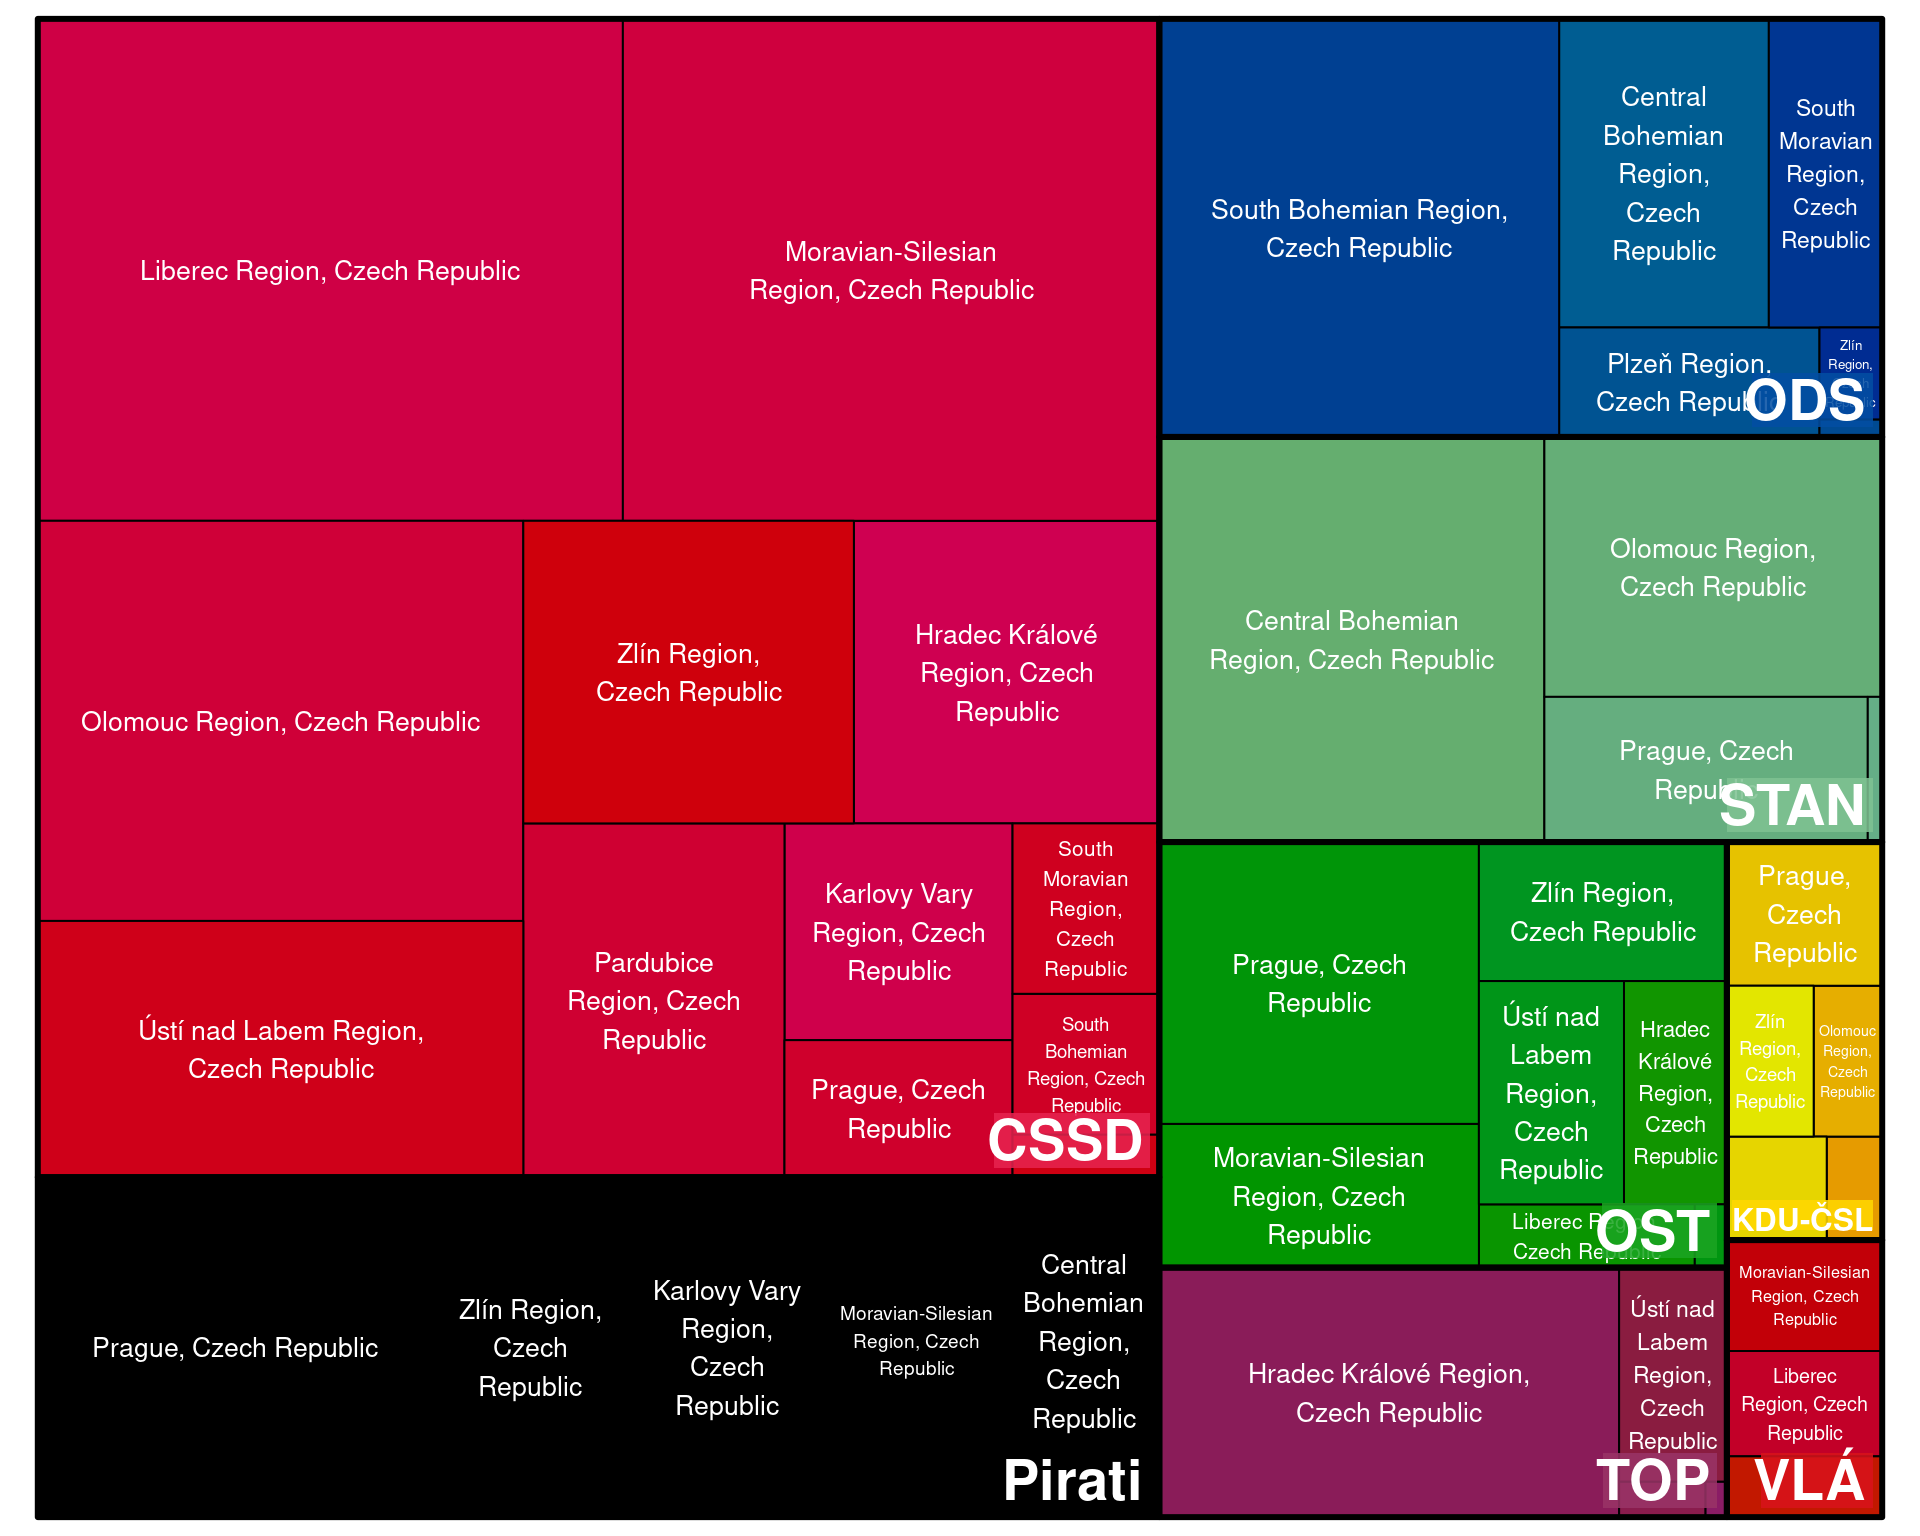 Liberec Region, Czech Republic
Moravian-Silesian
Region, Czech Republic
Olomouc Region, Czech Republic
Zlín Region,
Czech Republic
Hradec Králové
Region, Czech
Republic
Ústí nad Labem Region,
Czech Republic
Pardubice
Region, Czech
Republic
Karlovy Vary
Region, Czech
Republic
South
Moravian
Region,
Czech
Republic
Prague, Czech
Republic
South
Bohemian
Region, Czech
Republic
CSSD
Prague, Czech Republic
Zlín Region,
Czech
Republic
Karlovy Vary
Region,
Czech
Republic
Moravian-Silesian
Region, Czech
Republic
Central
Bohemian
Region,
Czech
Republic
Pirati
South Bohemian Region,
Czech Republic
Central
Bohemian
Region,
Czech
Republic
South
Moravian
Region,
Czech
Republic
Plzeň Region.
Czech Republic
Zlín
Region,
ODS
Central Bohemian
Region, Czech Republic
Olomouc Region,
Czech Republic
Prague, Czech
Republic
STAN
Prague, Czech
Republic
Zlín Region,
Czech Republic
Ústí nad
Labem
Region,
Czech
Republic
Hradec
Králové
Region,
Czech
Republic
Moravian-Silesian
Region, Czech
Republic
Liberec Region,
Czech Republic
OST
Prague,
Czech
Republic
Zlín
Region,
Czech
Republic
Olomouc
Region,
Czech
Republic
KDU-ČSL
Hradec Králové Region,
Czech Republic
Ústí nad
Labem
Region,
Czech
Republic
TOP
Moravian-Silesian
Region, Czech
Republic
Liberec
Region, Czech
Republic
VLÁ